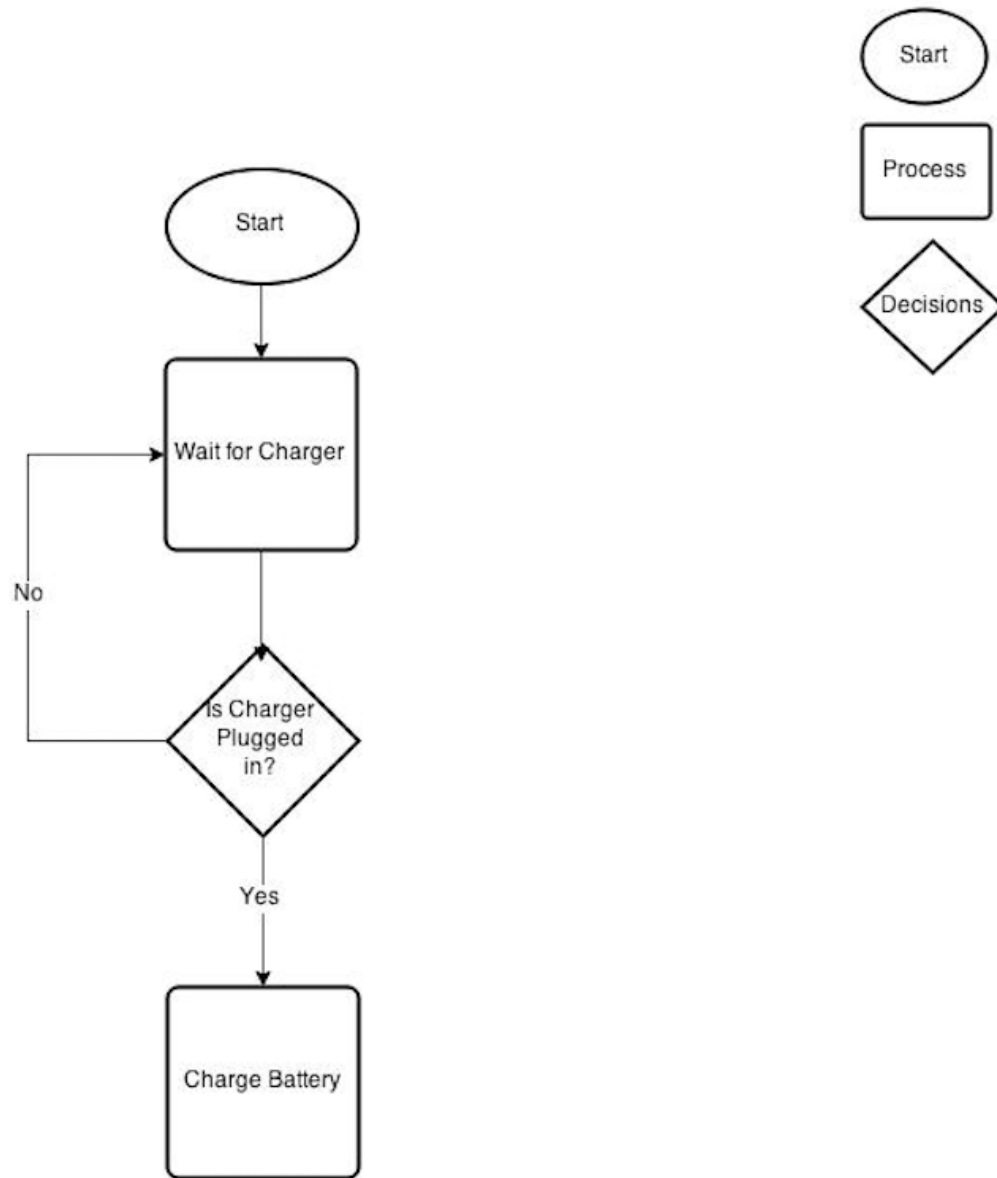 Start
Process
Decisions
Start
Wait for Charger
No
Is Charger
Plugged
in?
Yes
Charge Battery